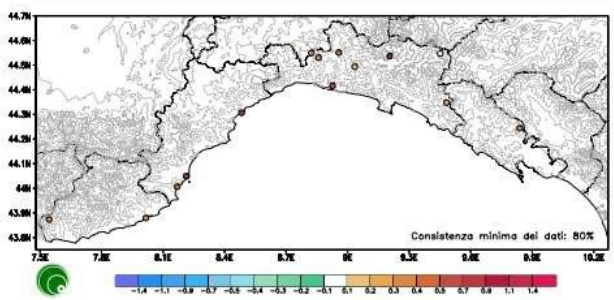 44.7N
44.6N
44.5N
44.4N
44.3N
44.2N
44.1N
44N
43.9N
43.8N
Consistenza minima dei dati: 80%
7.5E 7.8E 8.1E 8.4E 8.7E 9E 9.3E 9.6E 9.9E 10.2E
-1.4 -1.1 -0.9 -0.7 -0.5 -0.4 -0.3 -0.2 -0.1 0.1 0.2 0.3 0.4 0.5 0.7 0.9 1.1 1.4